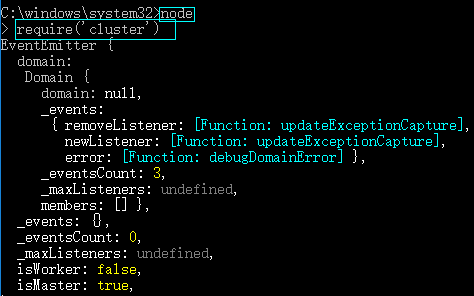 C:\windows\system32>node
> require('cluster')
EventEmitter {
  domain:
   Domain {
     domain: null,
     _events:
      { removeListener: [Function: updateExceptionCapture],
        newListener: [Function: updateExceptionCapture],
        error: [Function: debugDomainError] },
     _eventsCount: 3,
     _maxListeners: undefined,
     members: [] },
  _events: {},
  _eventsCount: 0,
  _maxListeners: undefined,
  isWorker: false,
  isMaster: true,